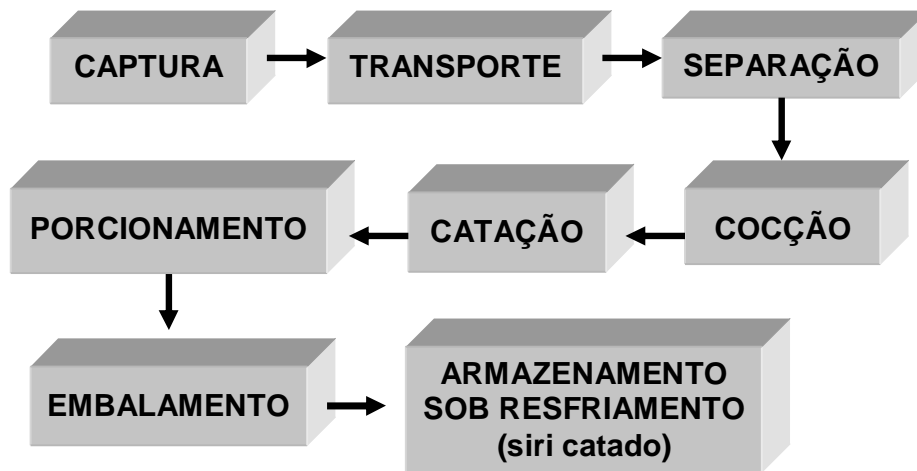 CAPTURA
TRANSPORTE
SEPARAÇÃO
COCÇÃO
CATAÇÃO
PORCIONAMENTO
EMBALAMENTO
ARMAZENAMENTO
SOB RESFRIAMENTO
(siri catado)